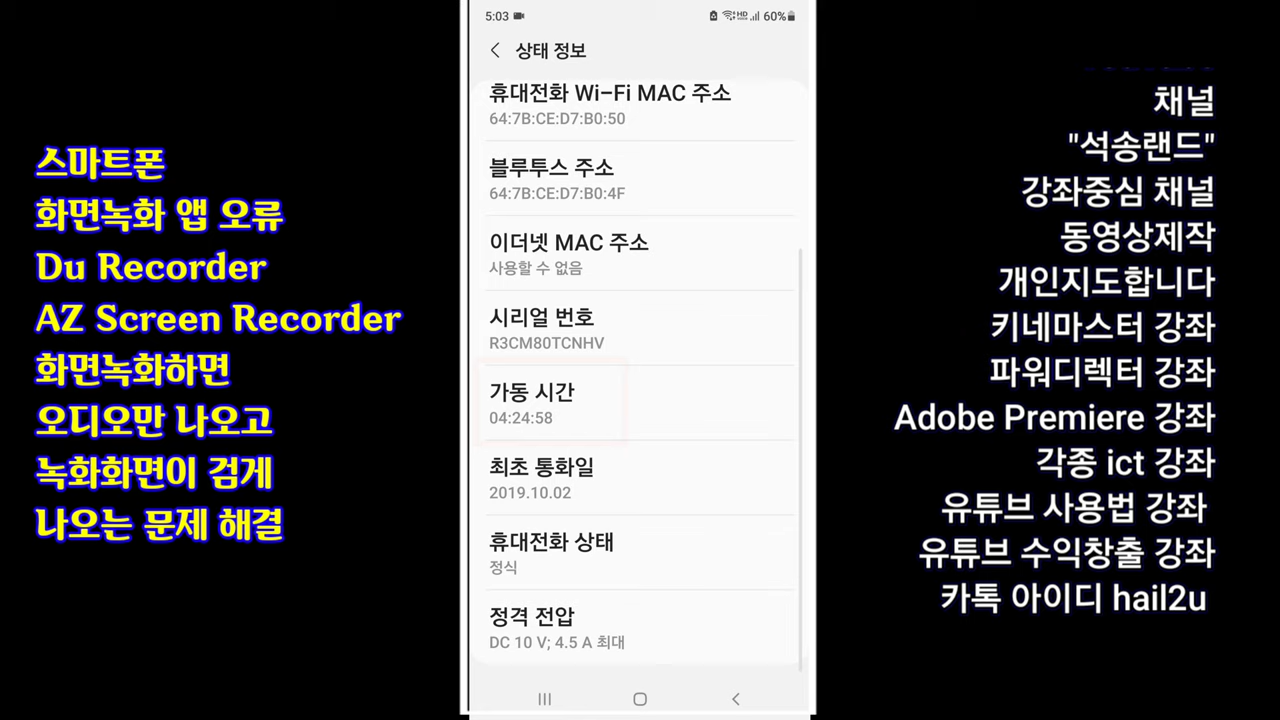 스마트폰
화면녹화 앱 오류
Du Recorder
AZ Screen Recorder
화면녹화하면
오디오만 나오고
녹화화면이 검게
나오는 문제 해결
5:03
60%
상태 정보
휴대전화 Wi-Fi MAC 주소
64:7B:CE:D7:B0:50
블루투스 주소
64:7B:CE:D7:B0:4F
이더넷 MAC 주소
사용할 수 없음
시리얼 번호
R3CM80TCNHV
가동 시간
04:24:58
최초 통화일
2019.10.02
휴대전화 상태
정식
정격 전압
DC 10 V; 4.5 A 최대
채널
"석송랜드"
강좌중심 채널
동영상제작
개인지도합니다
키네마스터 강좌
파워디렉터 강좌
Adobe Premiere 강좌
각종 ict 강좌
유튜브 사용법 강좌
유튜브 수익창출 강좌
카톡 아이디 hail2u